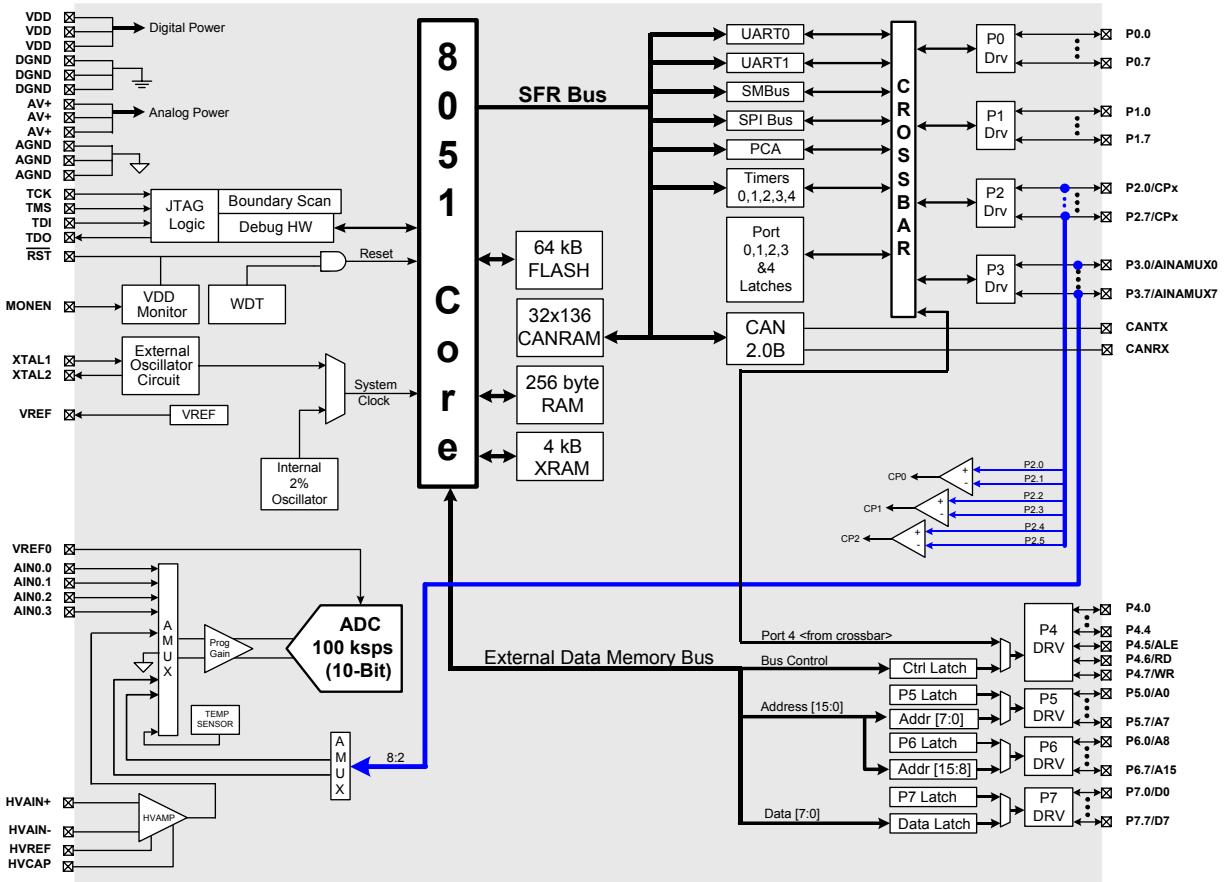 VDD
VDD
VDD
Digital Power
DGND
DGND
DGND
AV+
AV+
AV+
Analog Power
AGND
AGND
AGND
TCK
TMS
TDI
TDO
JTAG
Logic
Boundary Scan
Debug HW
RST
Reset
MONEN
VDD
Monitor
WDT
XTAL1
XTAL2
External
Oscillator
Circuit
System
Clock
VREF
VREF
Internal
2%
Oscillator
8051 Core
SFR Bus
64 kB
FLASH
32x136
CANRAM
256 byte
RAM
4 kB
XRAM
UART0
UART1
SMBus
SPI Bus
PCA
Timers
0,1,2,3,4
Port
0,1,2,3
&4
Latches
CAN
2.0B
CROSSBAR
P0
Drv
P1
Drv
P2
Drv
P3
Drv
P0.0
P0.7
P1.0
P1.7
P2.0/CPx
P2.7/CPx
P3.0/AINAMUX0
P3.7/AINAMUX7
CANTX
CANRX
CP0
+
-
P2.0
P2.1
CP1
+
-
P2.2
P2.3
CP2
+
-
P2.4
P2.5
VREF0
AIN0.0
AIN0.1
AIN0.2
AIN0.3
AMUX
Prog
Gain
ADC
100 ksps
(10-Bit)
TEMP
SENSOR
AMUX
8:2
HVAIN+
HVAIN-
HVREF
HVCAP
HVAMP
External Data Memory Bus
Port 4 <from crossbar>
Bus Control
Ctrl Latch
Address [15:0]
P5 Latch
Addr [7:0]
P6 Latch
Addr [15:8]
P7 Latch
Data [7:0]
Data Latch
P4
DRV
P5
DRV
P6
DRV
P7
DRV
P4.0
P4.4
P4.5/ALE
P4.6/RD
P4.7/WR
P5.0/A0
P5.7/A7
P6.0/A8
P6.7/A15
P7.0/D0
P7.7/D7